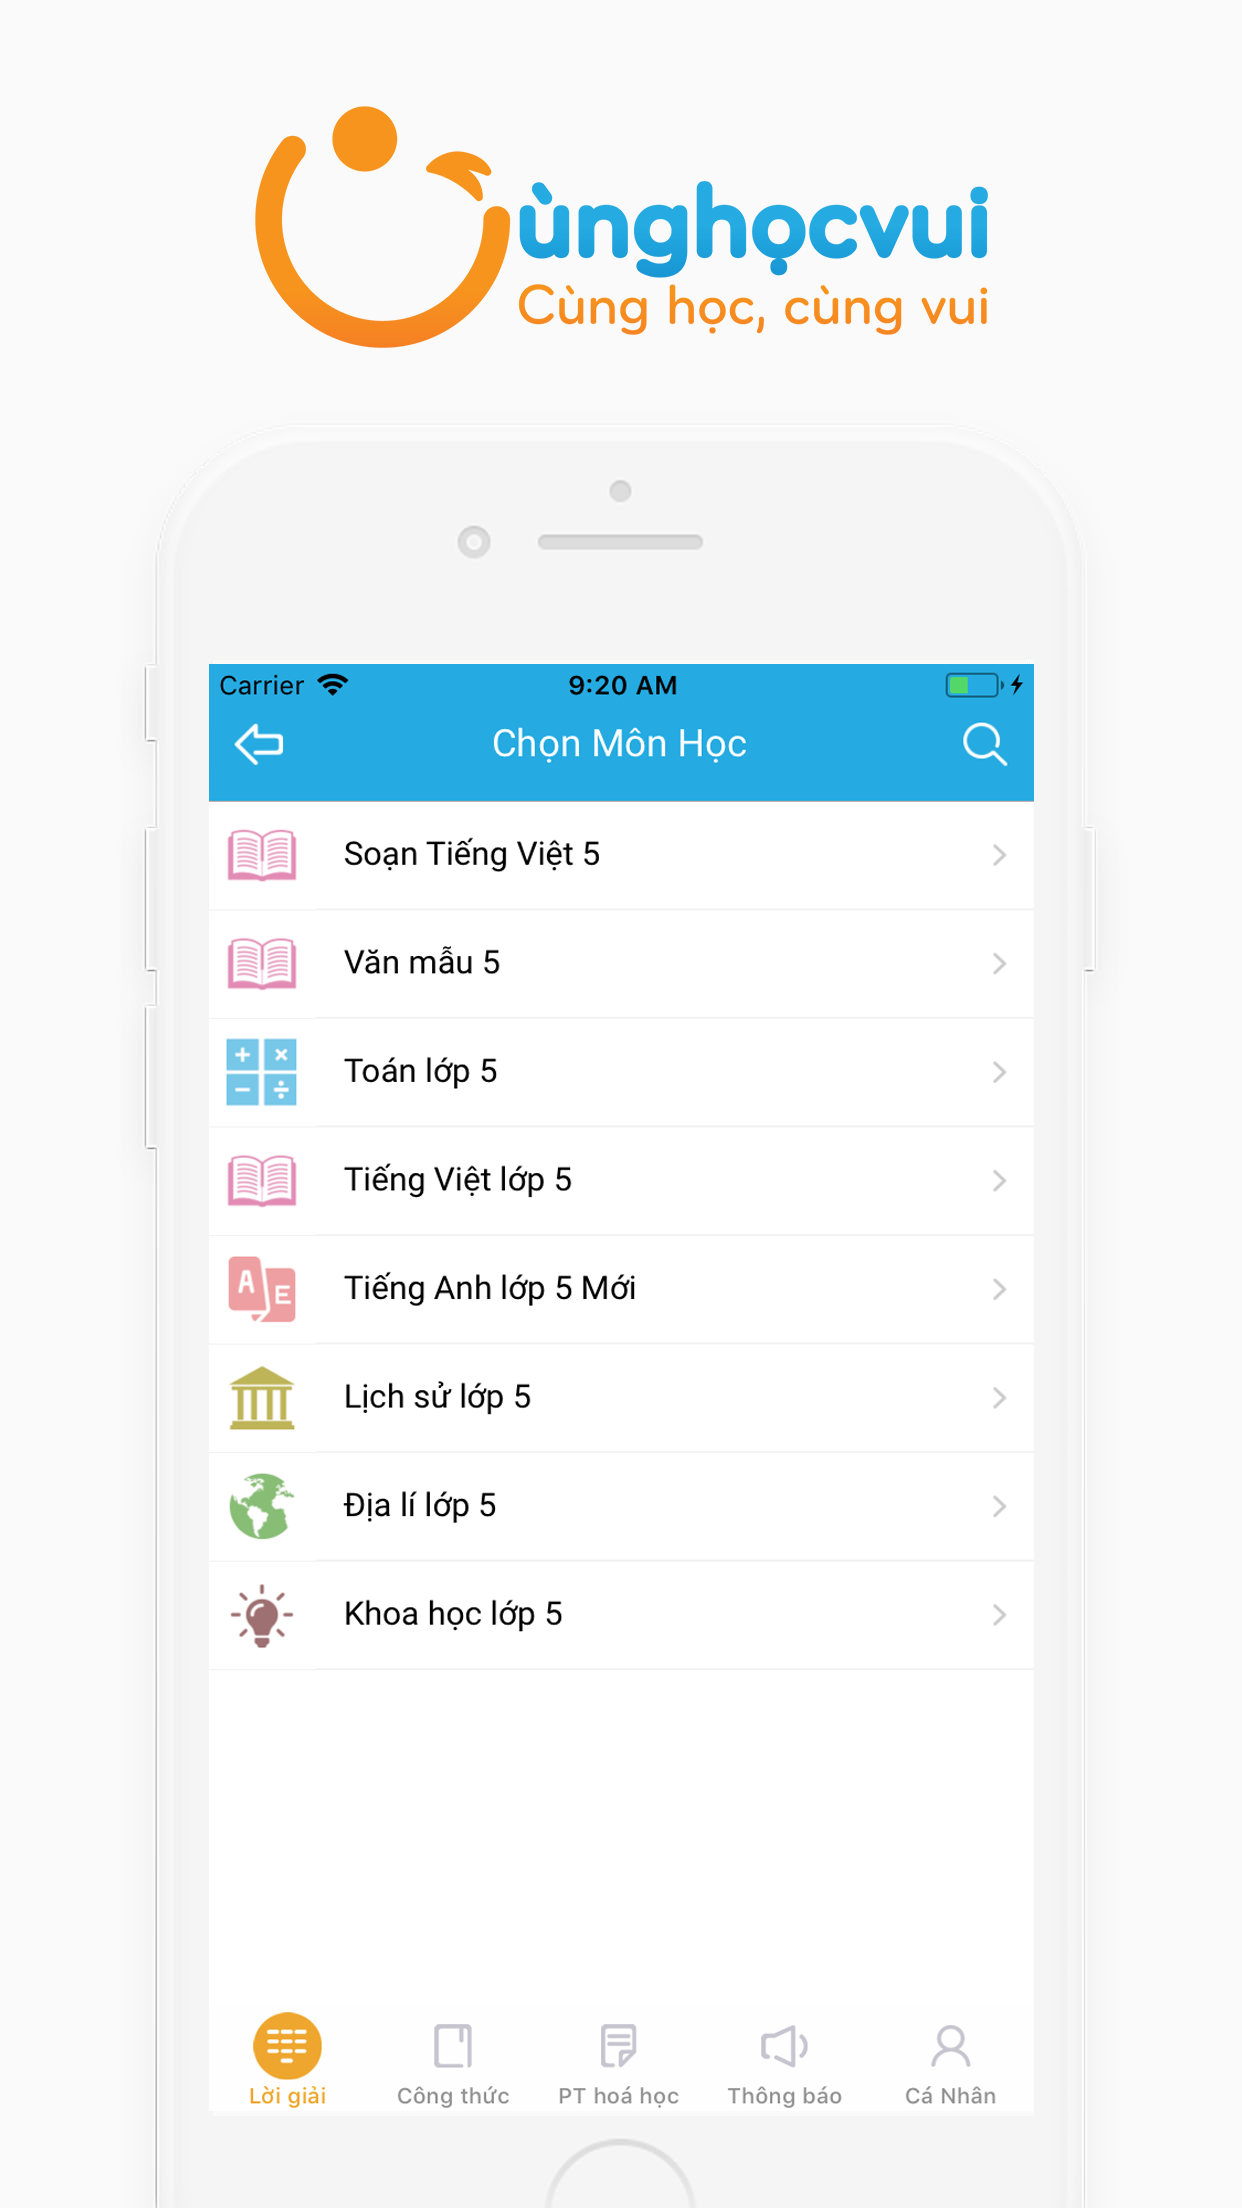 ùnghọcvui
Cùng học, cùng vui
Carrier 9:20 AM
Chọn Môn Học
Soạn Tiếng Việt 5
Văn mẫu 5
Toán lớp 5
Tiếng Việt lớp 5
A E
Tiếng Anh lớp 5 Mới
Lịch sử lớp 5
Địa lí lớp 5
Khoa học lớp 5
Lời giải Công thức PT hoá học Thông báo Cá Nhân